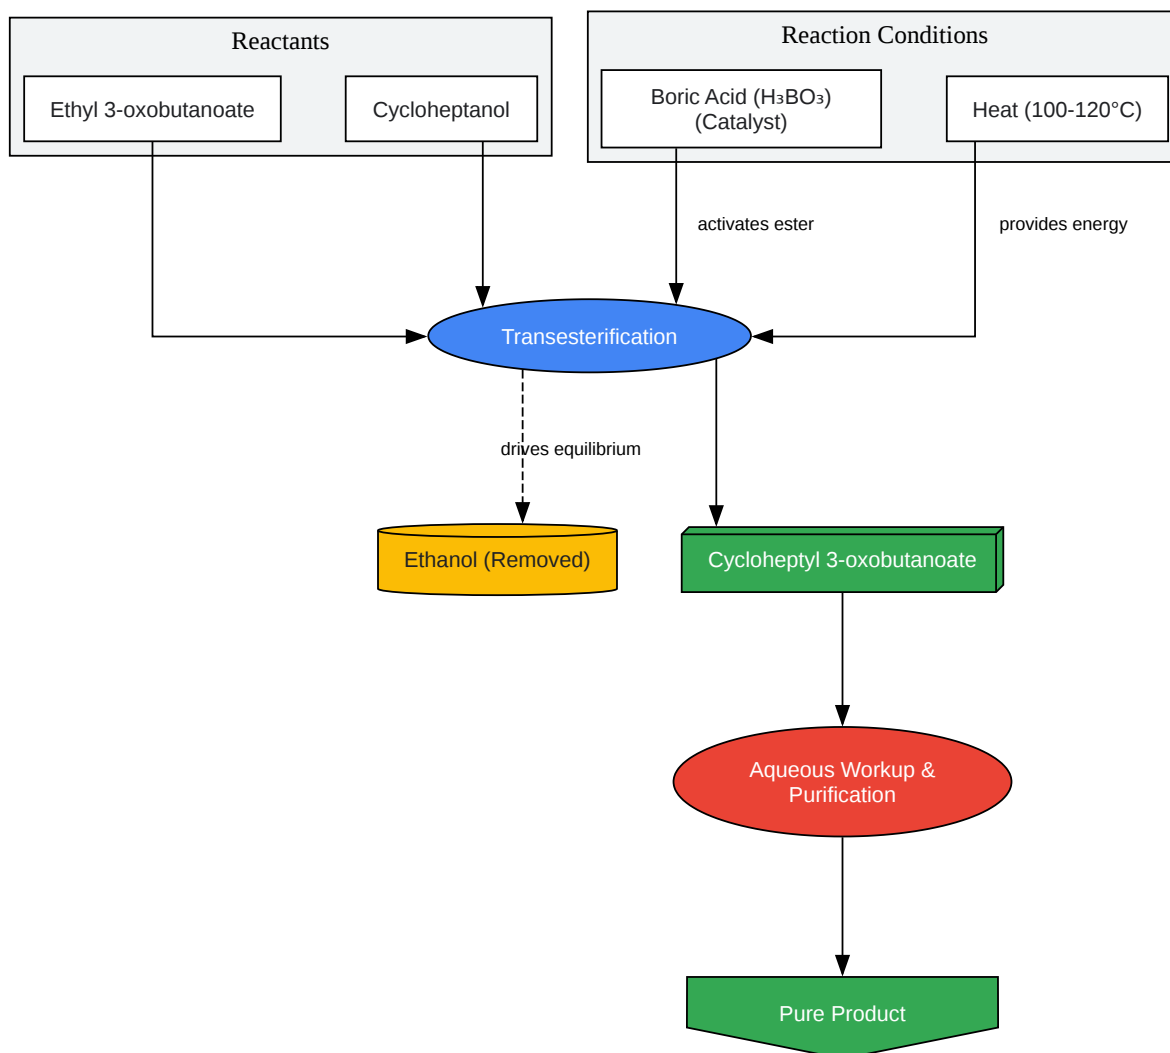 Reactants
Reaction Conditions
Ethyl 3-oxobutanoate
Cycloheptanol
Boric Acid (H₃BO₃)
(Catalyst)
Heat (100-120°C)
activates ester
provides energy
Transesterification
drives equilibrium
Ethanol (Removed)
Cycloheptyl 3-oxobutanoate
Aqueous Workup &
Purification
Pure Product